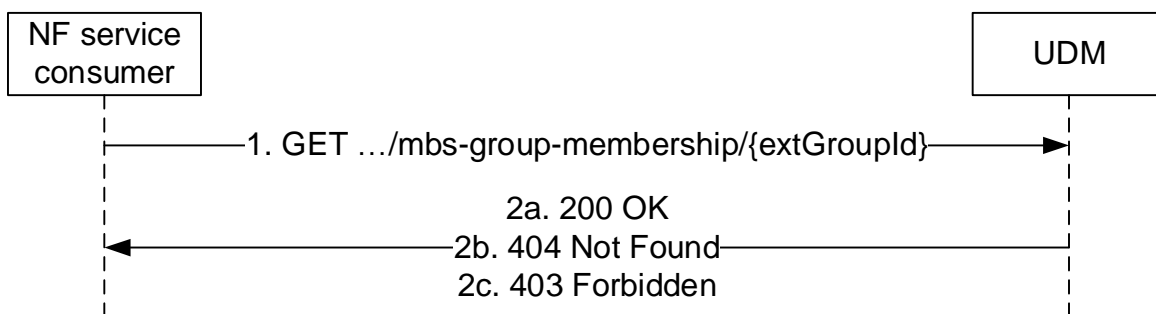 NF service
consumer
UDM
1. GET …/mbs-group-membership/{extGroupId}
2a. 200 OK
2b. 404 Not Found
2c. 403 Forbidden